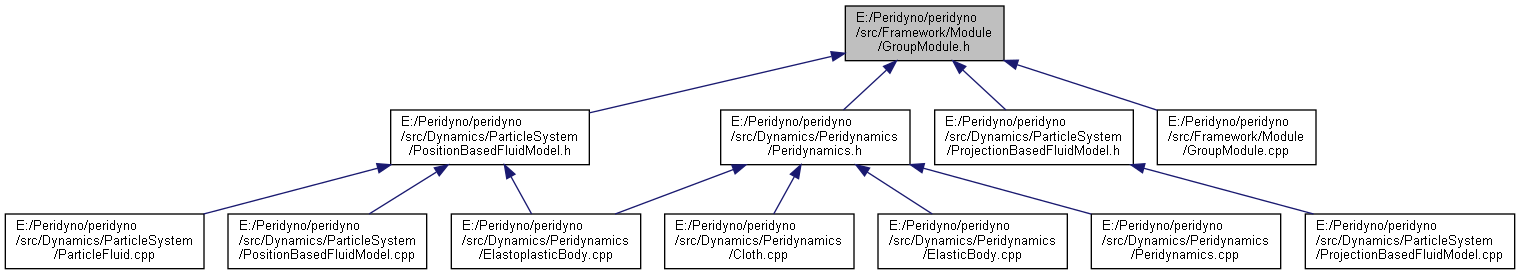 E:/Peridyno/peridyno
/src/Framework/Module
/GroupModule.h
E:/Peridyno/peridyno
/src/Dynamics/ParticleSystem
/PositionBasedFluidModel.h
E:/Peridyno/peridyno
/src/Dynamics/Peridynamics
/Peridynamics.h
E:/Peridyno/peridyno
/src/Dynamics/ParticleSystem
/ProjectionBasedFluidModel.h
E:/Peridyno/peridyno
/src/Framework/Module
/GroupModule.cpp
E:/Peridyno/peridyno
/src/Dynamics/ParticleSystem
/ParticleFluid.cpp
E:/Peridyno/peridyno
/src/Dynamics/ParticleSystem
/PositionBasedFluidModel.cpp
E:/Peridyno/peridyno
/src/Dynamics/Peridynamics
/ElastoplasticBody.cpp
E:/Peridyno/peridyno
/src/Dynamics/Peridynamics
/Cloth.cpp
E:/Peridyno/peridyno
/src/Dynamics/Peridynamics
/ElasticBody.cpp
E:/Peridyno/peridyno
/src/Dynamics/Peridynamics
/Peridynamics.cpp
E:/Peridyno/peridyno
/src/Dynamics/ParticleSystem
/ProjectionBasedFluidModel.cpp